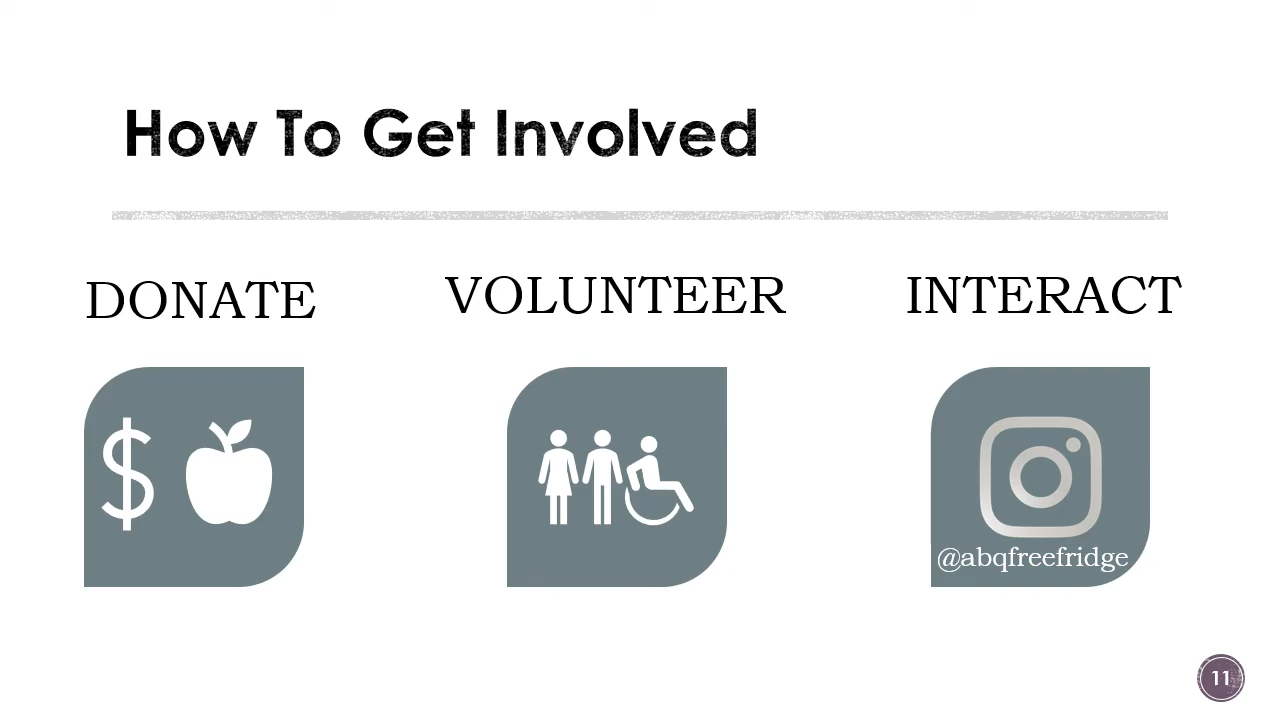 How To Get Involved
DONATE
VOLUNTEER
INTERACT
$
@abqfreefridge
11